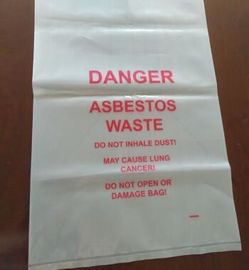 DANGER
ASBESTOS
WASTE
DO NOT INHALE DUST!
MAY CAUSE LUNG
CANCER!
DO NOT OPEN OR
DAMAGE BAG!